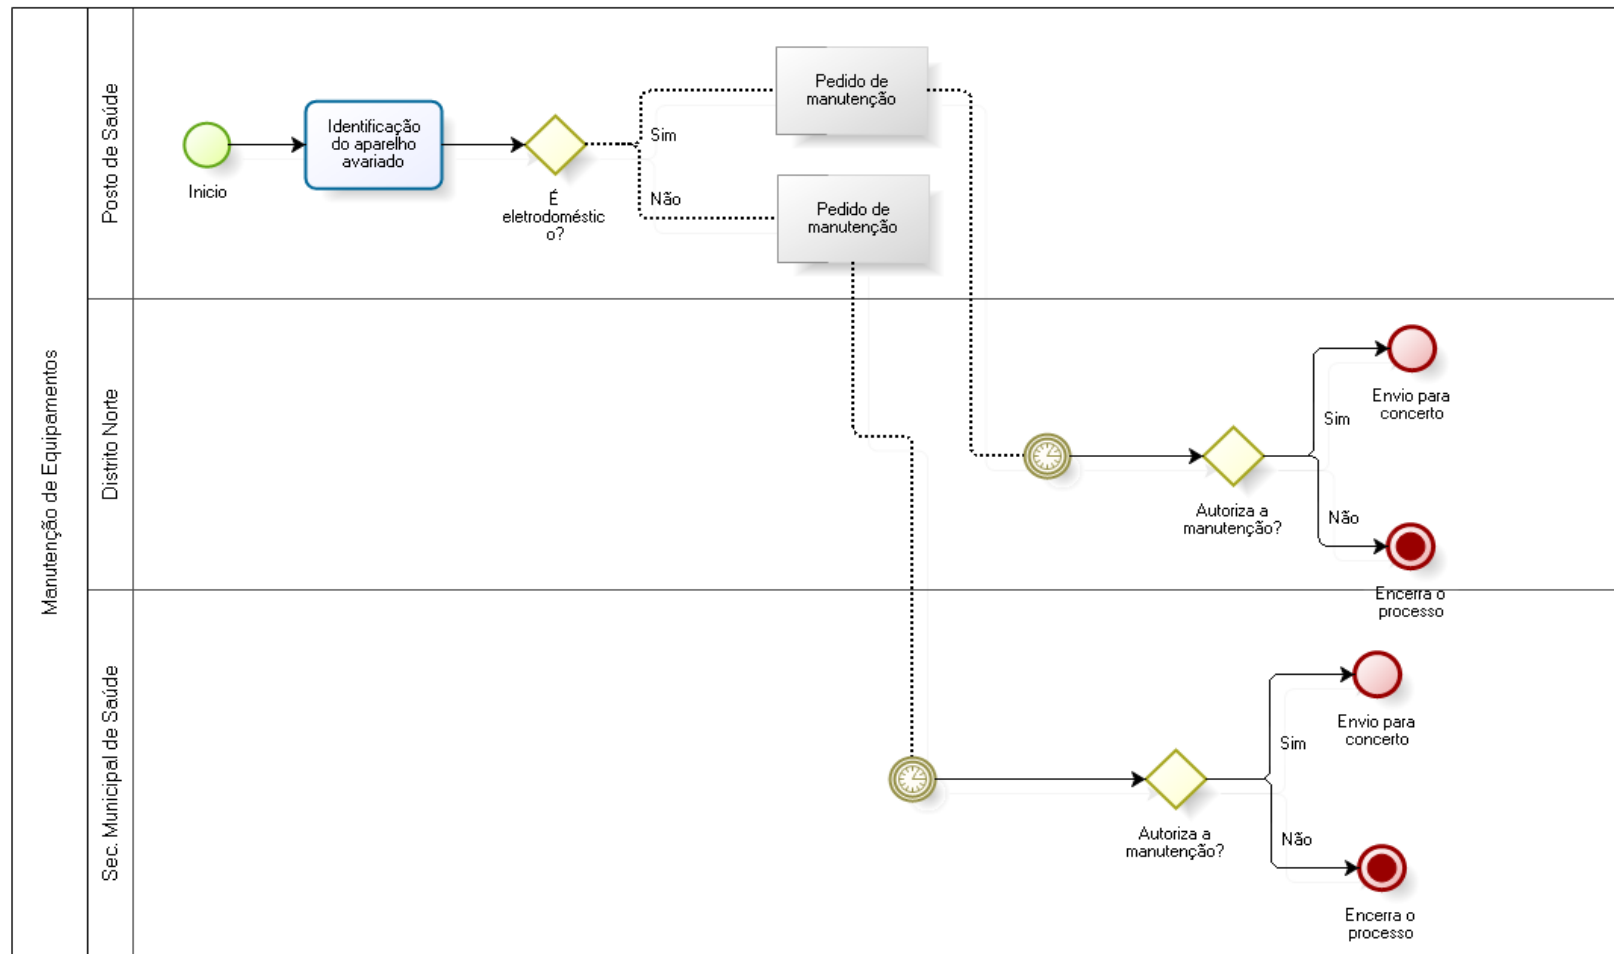 Manutenção de Equipamentos
Posto de Saúde
Inicio
Identificação
do aparelho
avariado
É
eletrodoméstic
o?
Sim
Não
Pedido de
manutenção
Pedido de
manutenção
Distrito Norte
Autoriza a
manutenção?
Sim
Não
Envio para
concerto
Encerra o
processo
Sec. Municipal de Saúde
Autoriza a
manutenção?
Sim
Não
Envio para
concerto
Encerra o
processo